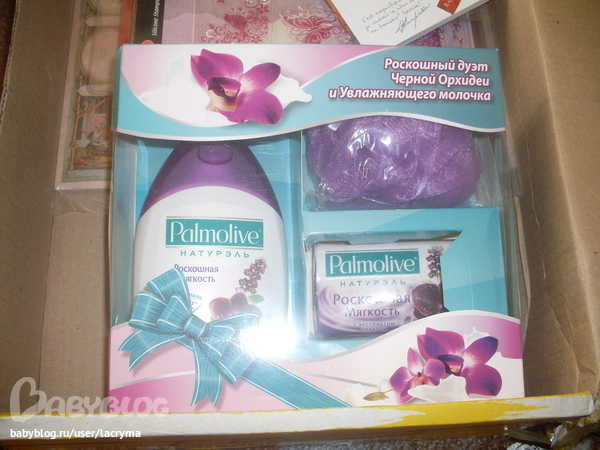 Роскошный дуэт
Черной Орхидеи
и Увлажняющего молочка
Palmolive
НАТУРЭЛЬ
Роскошная
Мягкость
Palmolive
НАТУРЭЛЬ
Роскошная
Мягкость
BABYBLOG
babyblog.ru/user/lacryma